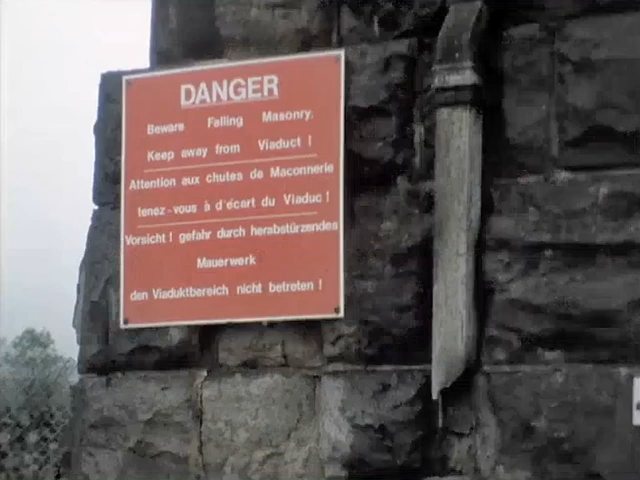 DANGER
Beware Falling Masonry.
Keep away from Viaduct !
Attention aux chutes de Maconnerie
tenez-vous à d'écart du Viaduc !
Vorsicht ! gefahr durch herabstürzendes
Mauerwerk
den Viaduktbereich nicht betreten !